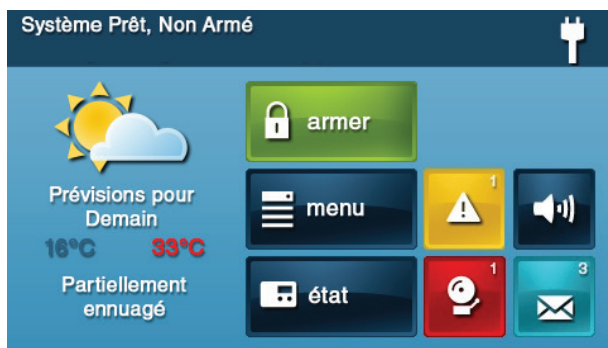 Système Prêt, Non Armé
armer
Prévisions pour
Demain
16°C 33°C
Partiellement
ennuagé
menu
1
état
1
3